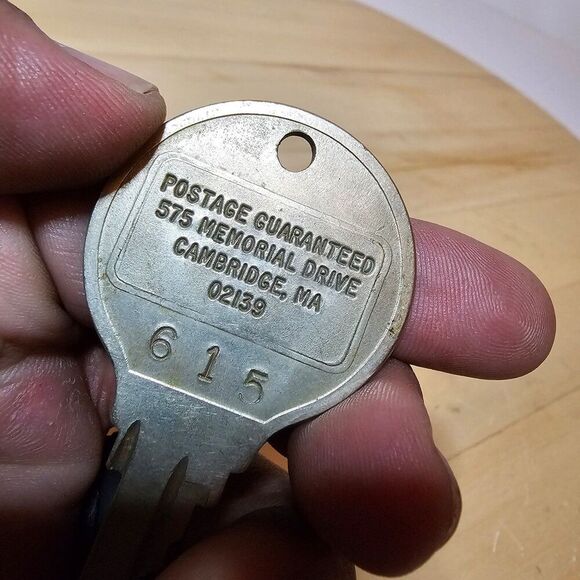 POSTAGE GUARANTEED
575 MEMORIAL DRIVE
CAMBRIDGE, MA
02139
615